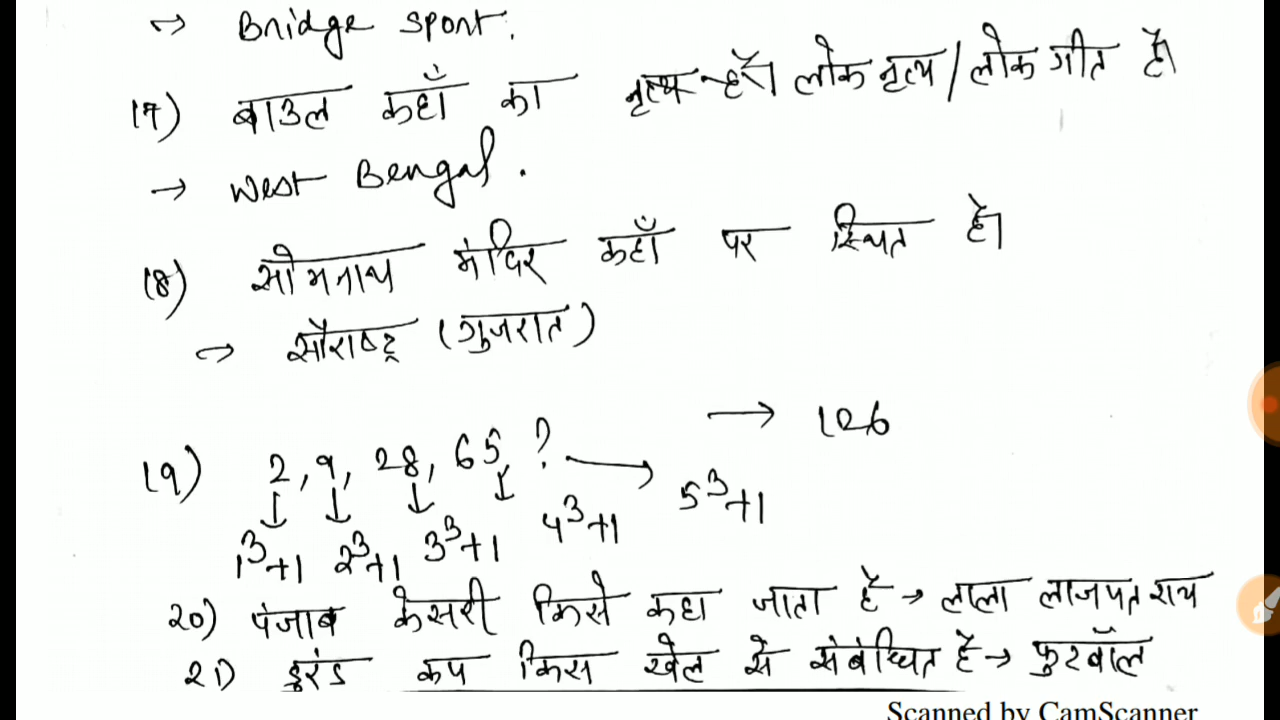 → Bridge sport.
17) बाउल कहाँ का नृत्य है। लोक नृत्य/लोक गीत है।
→ West Bengal.
18) सोमनाथ मंदिर कहाँ पर स्थित है।
→ सौराष्ट्र (गुजरात)
→ 126
19) 2, 9, 28, 65, ? → 5³+1
1³+1 2³+1 3³+1 4³+1
20) पंजाब केसरी किसे कहा जाता है → लाला लाजपत राय
21) डुरंड कप किस खेल से संबंधित है → फुटबॉल
Scanned by CamScanner